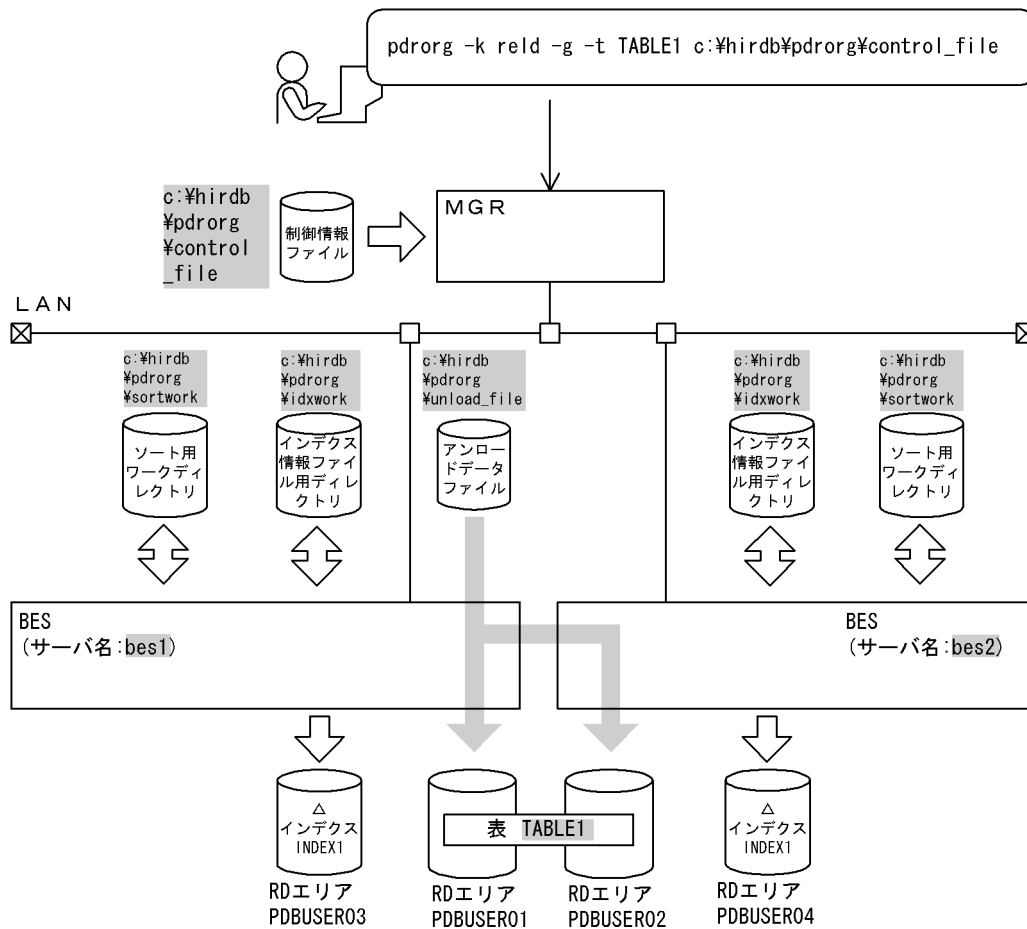 pdrorg -k reld -g -t TABLE1 c:¥hirdb¥pdrorg¥control_file
c:¥hirdb
¥pdrorg
¥control
_file
制御情報
ファイル
MGR
LAN
c:¥hirdb
¥pdrorg
¥sortwork
c:¥hirdb
¥pdrorg
¥idxwork
c:¥hirdb
¥pdrorg
¥unload_file
c:¥hirdb
¥pdrorg
¥idxwork
c:¥hirdb
¥pdrorg
¥sortwork
ソート用
ワークディ
レクトリ
インデクス
情報ファイ
ル用ディレ
クトリ
アンロー
ドデータ
ファイル
インデクス
情報ファイ
ル用ディレ
クトリ
ソート用
ワークディ
レクトリ
BES
(サーバ名:bes1)
BES
(サーバ名:bes2)
△
インデクス
INDEX1
表 TABLE1
△
インデクス
INDEX1
RDエリア
PDBUSER03
RDエリア
PDBUSER01
RDエリア
PDBUSER02
RDエリア
PDBUSER04